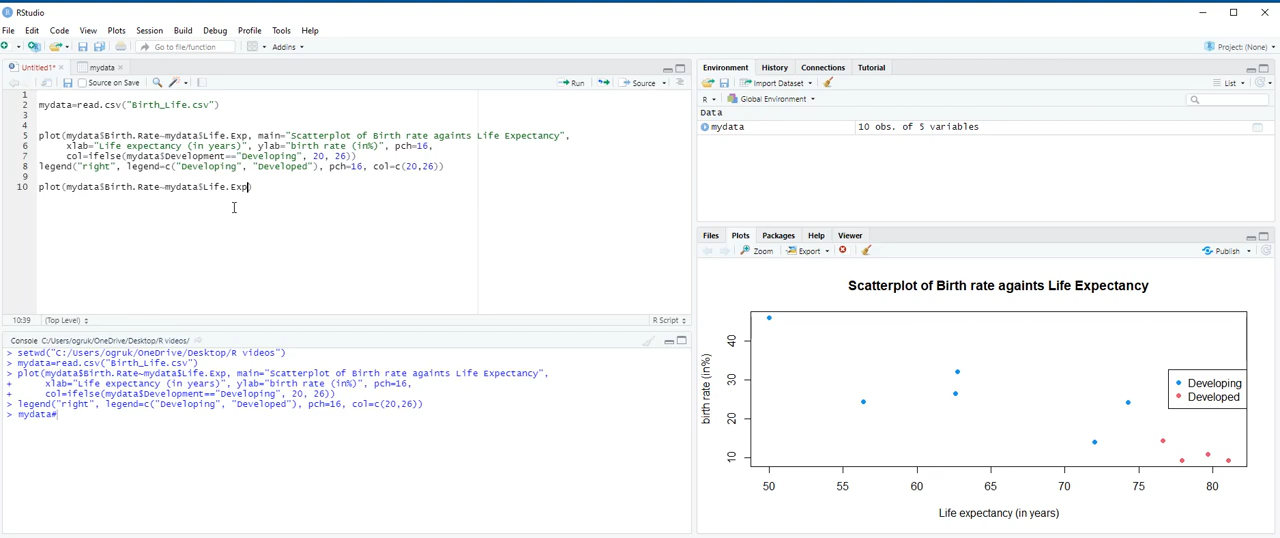 RStudio
File Edit View Plots Session Build Debug Profile Tools Help
Go to file/function Addins Project: (None)
Untitled1* mydata
Source on Save Run Source
1
2 mydata=read.csv("Birth_Life.csv")
3
4
5 plot(mydata$Birth.Rate~mydata$Life.Exp, main="Scatterplot of Birth rate againts Life Expectancy",
6 xlab="Life expectancy (in years)", ylab="birth rate (in%)", pch=16,
7 col=ifelse(mydata$Development=="Developing", 20, 26))
8 legend("right", legend=c("Developing", "Developed"), pch=16, col=c(20,26))
9
10 plot(mydata$Birth.Rate~mydata$Life.Exp)
10:39 (Top Level) R Script
Console C:/Users/ogruk/OneDrive/Desktop/R videos/
> setwd("C:/Users/ogruk/OneDrive/Desktop/R videos")
> mydata=read.csv("Birth_Life.csv")
> plot(mydata$Birth.Rate~mydata$Life.Exp, main="Scatterplot of Birth rate againts Life Expectancy",
+ xlab="Life expectancy (in years)", ylab="birth rate (in%)", pch=16,
+ col=ifelse(mydata$Development=="Developing", 20, 26))
> legend("right", legend=c("Developing", "Developed"), pch=16, col=c(20,26))
> mydata#
Environment History Connections Tutorial
Import Dataset List
R Global Environment
Data
mydata 10 obs. of 5 variables
Files Plots Packages Help Viewer
Zoom Export Publish
Scatterplot of Birth rate againts Life Expectancy
birth rate (in%)
40
30
20
10
Developing
Developed
50 55 60 65 70 75 80
Life expectancy (in years)